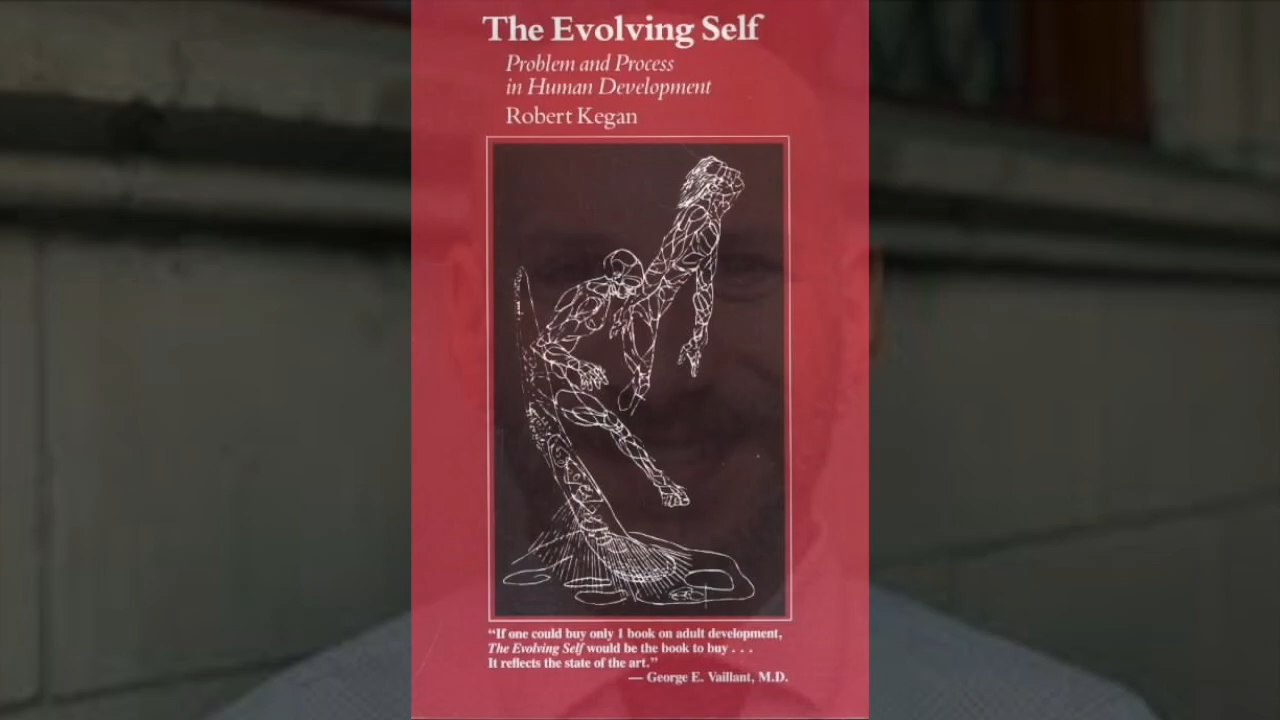 The Evolving Self
Problem and Process
in Human Development
Robert Kegan
“If one could buy only 1 book on adult development,
The Evolving Self would be the book to buy . . .
It reflects the state of the art.”
— George E. Vaillant, M.D.